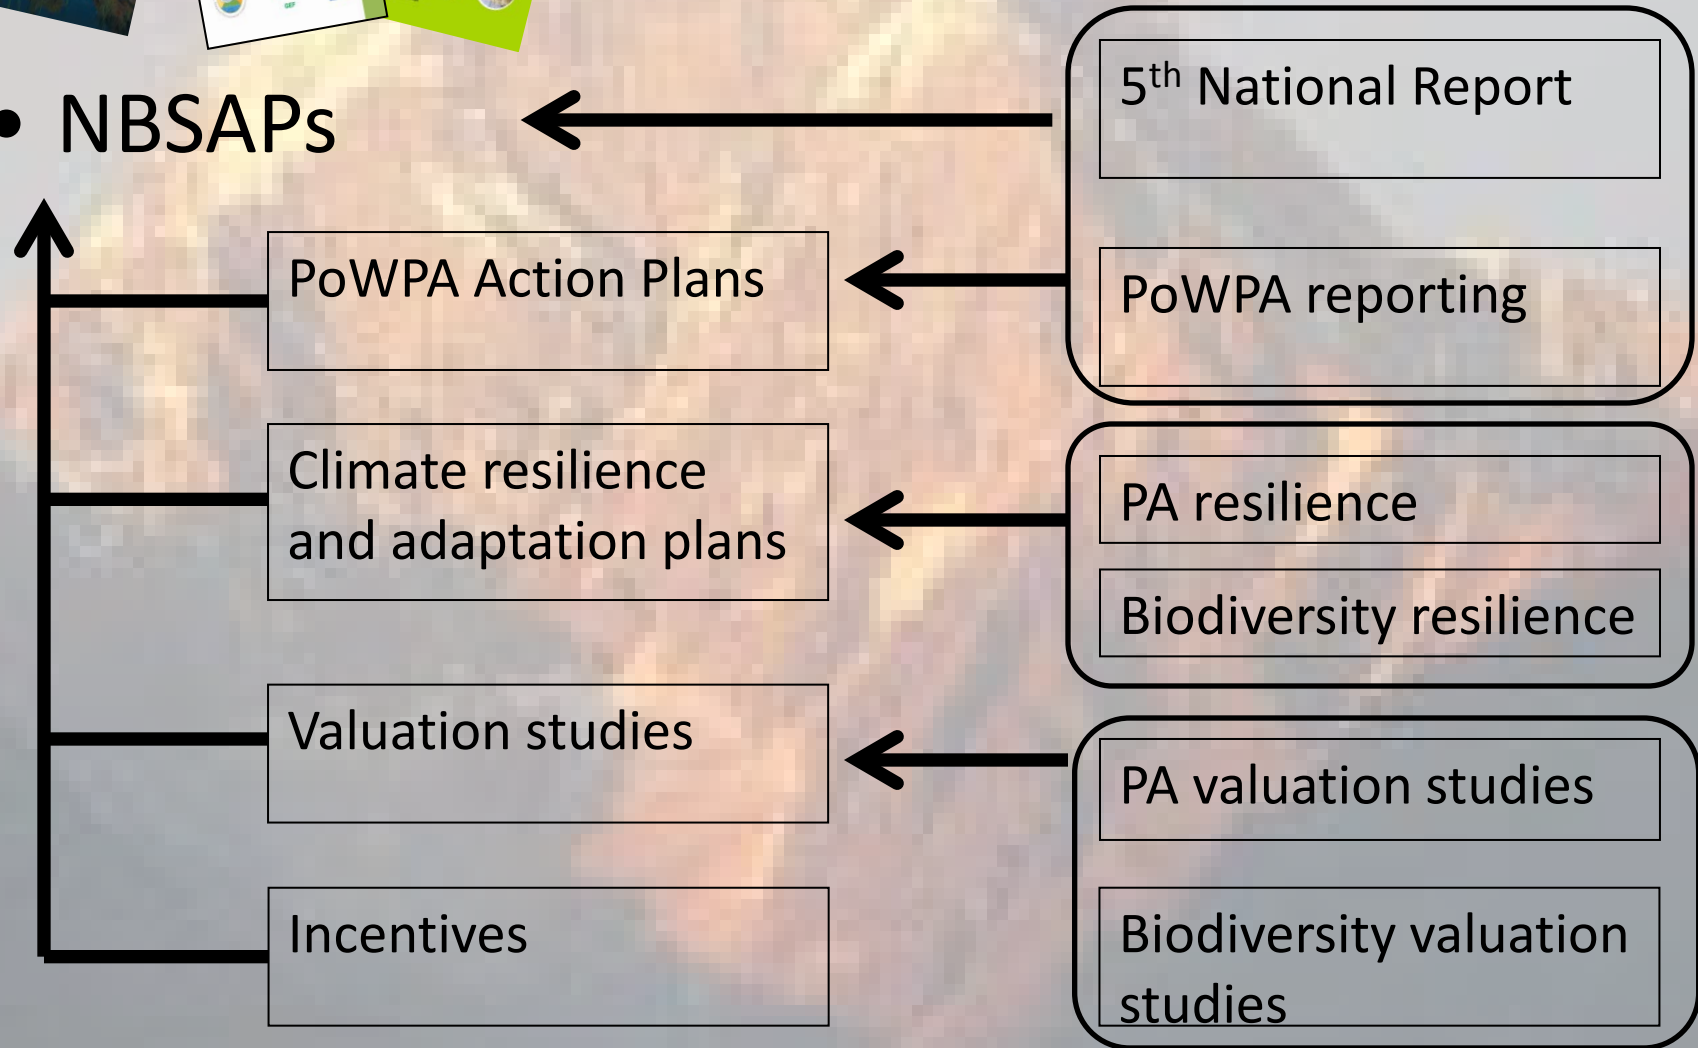 • NBSAPs
PoWPA Action Plans
Climate resilience
and adaptation plans
Valuation studies
Incentives
5th National Report
PoWPA reporting
PA resilience
Biodiversity resilience
PA valuation studies
Biodiversity valuation
studies